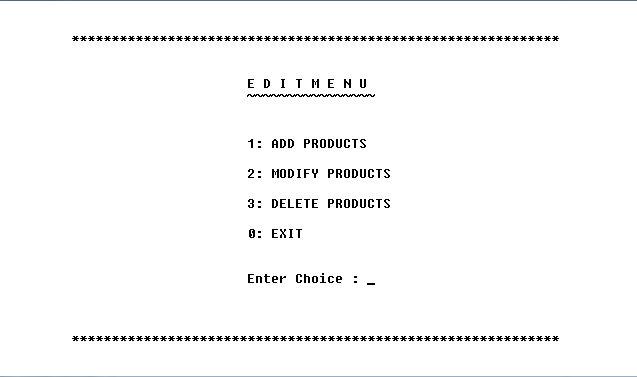 *************************************************************
E D I T M E N U
~~~~~~~~~~~~~~~~
1: ADD PRODUCTS
2: MODIFY PRODUCTS
3: DELETE PRODUCTS
0: EXIT
Enter Choice : _
*************************************************************